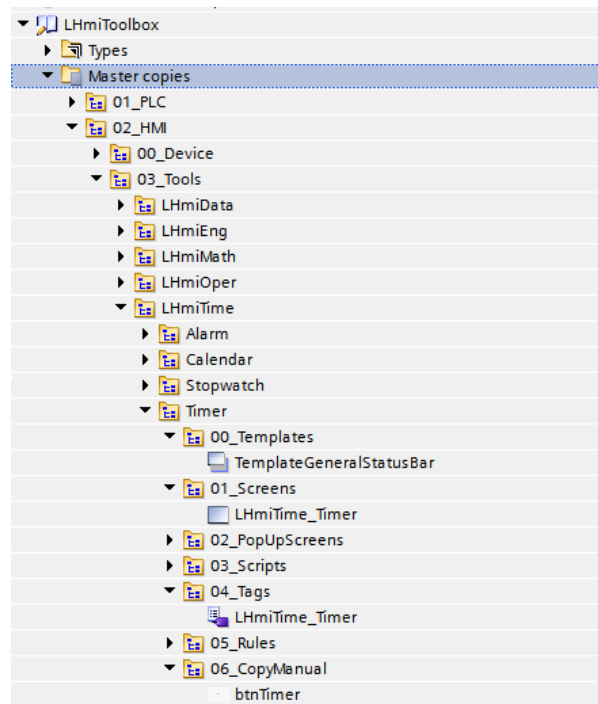 LHmiToolbox
Types
Master copies
01_PLC
02_HMI
00_Device
03_Tools
LHmiData
LHmiEng
LHmiMath
LHmiOper
LHmiTime
Alarm
Calendar
Stopwatch
Timer
00_Templates
TemplateGeneralStatusBar
01_Screens
LHmiTime_Timer
02_PopUpScreens
03_Scripts
04_Tags
LHmiTime_Timer
05_Rules
06_CopyManual
btnTimer